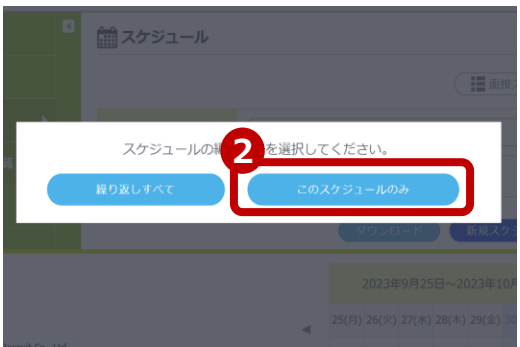 スケジュール
面接
スケジュールの
を選択してください。
2
繰り返しすべて
このスケジュールのみ
ダウンロード
新規スケ
2023年9月25日～2023年10月
25(月) 26(火) 27(水) 28(木) 29(金) 30